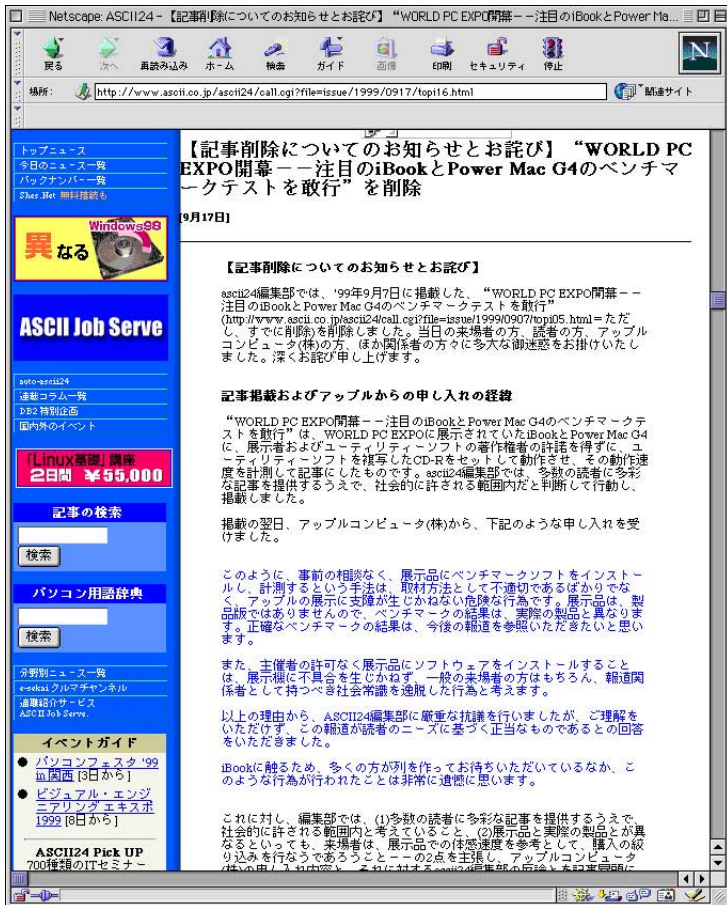 Netscape: ASCII24 - 【記事削除についてのお知らせとお詫び】 “WORLD PC EXPO開幕－－注目のiBookとPower Ma...
戻る 次へ 再読み込み ホーム 検索 ガイド 画像 印刷 セキュリティ 停止
N
場所: http://www.ascii.co.jp/ascii24/call.cgi?file=issue/1999/0917/topi16.html 関連サイト
トップニュース
今日のニュース一覧
バックナンバー一覧
Shes.Net 無料接続も
Windows98
異なる
ASCII Job Serve
auto-ascii24
連載コラム一覧
DB2 特別企画
国内外のイベント
「Linux基礎」講座
2日間 ¥55,000
記事の検索
検索
パソコン用語辞典
検索
分野別ニュース一覧
e-sekai クルマチャンネル
適職紹介サービス
ASCII Job Serve.
イベントガイド
● パソコンフェスタ '99
in 関西 [3日から]
● ビジュアル・エンジ
ニアリング エキスポ
1999 [8日から]
ASCII24 Pick UP
700種類のITセミナー
【記事削除についてのお知らせとお詫び】 “WORLD PC
EXPO開幕－－注目のiBookとPower Mac G4のベンチマ
ークテストを敢行” を削除
[9月17日]
【記事削除についてのお知らせとお詫び】
ascii24編集部では、'99年9月7日に掲載した、“WORLD PC EXPO開幕－－
注目のiBookとPower Mac G4のベンチマークテストを敢行”
(http://www.ascii.co.jp/ascii24/call.cgi?file=issue/1999/0907/topi05.html＝ただ
し、すでに削除)を削除しました。当日の来場者の方、読者の方、アップル
コンピュータ(株)の方、ほか関係者の方々に多大な御迷惑をお掛けいたし
ました。深くお詫び申し上げます。
記事掲載およびアップルからの申し入れの経緯
“WORLD PC EXPO開幕－－注目のiBookとPower Mac G4のベンチマークテ
ストを敢行”は、WORLD PC EXPOに展示されていたiBookとPower Mac G4
に、展示者およびユーティリティーソフトの著作権者の許諾を得ずに、ユ
ーティリティーソフトを複写したCD-Rをセットして動作させ、その動作速
度を計測して記事にしたものです。ascii24編集部では、多数の読者に多彩
な記事を提供するうえで、社会的に許される範囲内だと判断して行動し、
掲載しました。
掲載の翌日、アップルコンピュータ(株)から、下記のような申し入れを受
けました。
このように、事前の相談なく、展示品にベンチマークソフトをインストー
ルし、計測するという手法は、取材方法として不適切であるばかりでな
く、アップルの展示に支障が生じかねない危険な行為です。展示品は、製
品版ではありませんので、ベンチマークの結果は、実際の製品と異なりま
す。正確なベンチマークの結果は、今後の報道を参照いただきたいと思い
ます。
また、主催者の許可なく展示品にソフトウェアをインストールすること
は、展示機に不具合を生じかねず、一般の来場者の方はもちろん、報道関
係者として持つべき社会常識を逸脱した行為と考えます。
以上の理由から、ASCII24編集部に厳重な抗議を行いましたが、ご理解を
いただけず、この報道が読者のニーズに基づく正当なものであるとの回答
をいただきました。
iBookに触るため、多くの方が列を作ってお待ちいただいているなか、こ
のような行為が行われたことは非常に遺憾に思います。
これに対し、編集部では、(1)多数の読者に多彩な記事を提供するうえで、
社会的に許される範囲内と考えていること、(2)展示品と実際の製品とが異
なるといっても、来場者は、展示品での体感速度を参考として、購入の絞
り込みを行なうであろうこと－－の2点を主張し、アップルコンピュータ
(株)の申し入れ内容と、それに対するascii24編集部の反論とを記事冒頭に